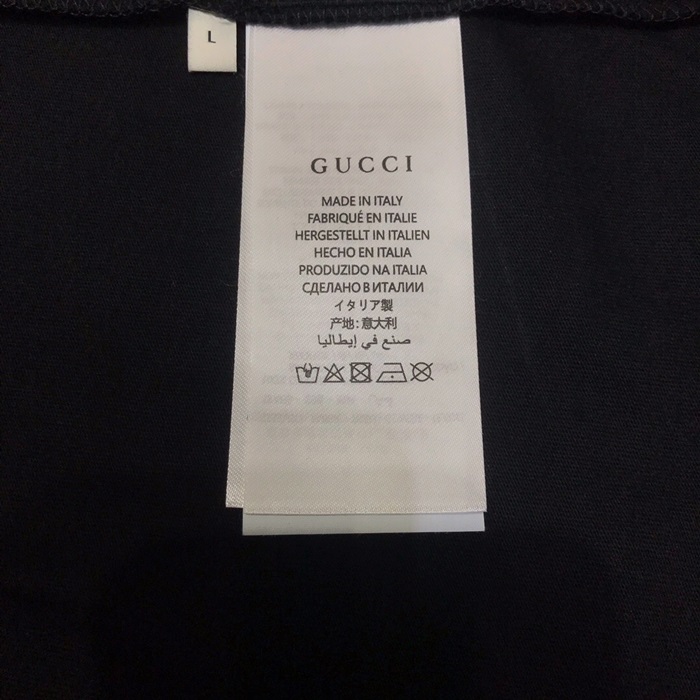 L
GUCCI
MADE IN ITALY
FABRIQUÉ EN ITALIE
HERGESTELLT IN ITALIEN
HECHO EN ITALIA
PRODUZIDO NA ITALIA
СДЕЛАНО В ИТАЛИИ
イタリア製
产地: 意大利
صنع في إيطاليا